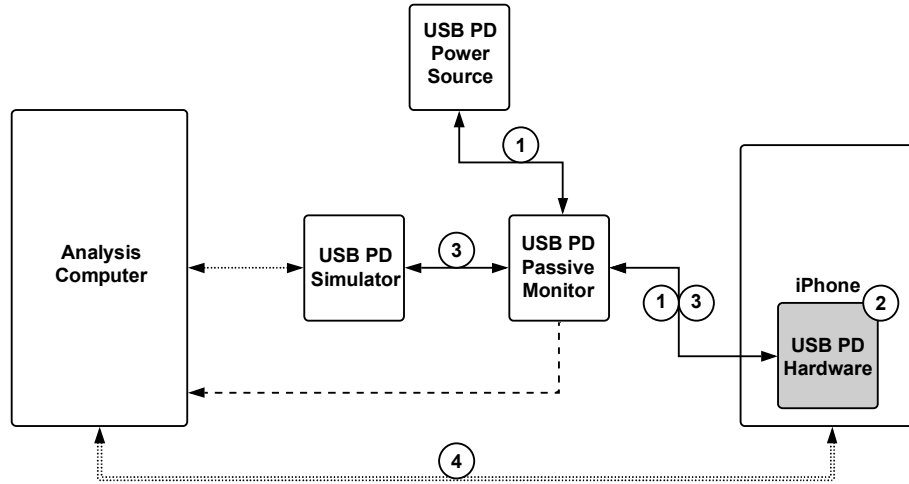 USB PD
Power
Source
1
Analysis
Computer
USB PD
Simulator
3
USB PD
Passive
Monitor
1 3
iPhone
2
USB PD
Hardware
4